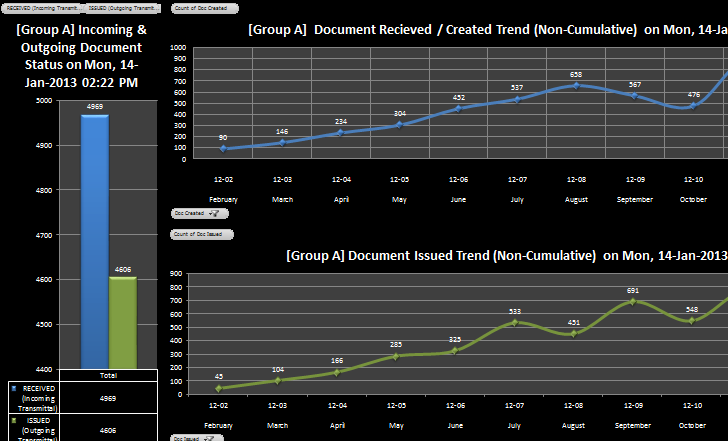 RECEIVED (Incoming Transmit...
ISSUED (Outgoing Transmit...
Count of Doc Created
[Group A] Incoming &
Outgoing Document
Status on Mon, 14-
Jan-2013 02:22 PM
3000
4900
4800
4700
4600
4500
4400
4969
4606
Total
RECEIVED
(Incoming
Transmittal)
4969
ISSUED
(Outgoing
Transmittal)
4606
[Group A]  Document Recieved / Created Trend (Non-Cumulative)  on Mon, 14-Ja
1000
900
800
700
600
500
400
300
200
100
0
90
146
234
304
452
537
658
567
476
12-02 12-03 12-04 12-05 12-06 12-07 12-08 12-09 12-10
February March April May June July August September October
Doc Created
Count of Doc Issued
[Group A] Document Issued Trend (Non-Cumulative)  on Mon, 14-Jan-2013
900
800
700
600
500
400
300
200
100
0
45
104
166
285
325
533
451
691
548
12-02 12-03 12-04 12-05 12-06 12-07 12-08 12-09 12-10
February March April May June July August September October
Doc Issued